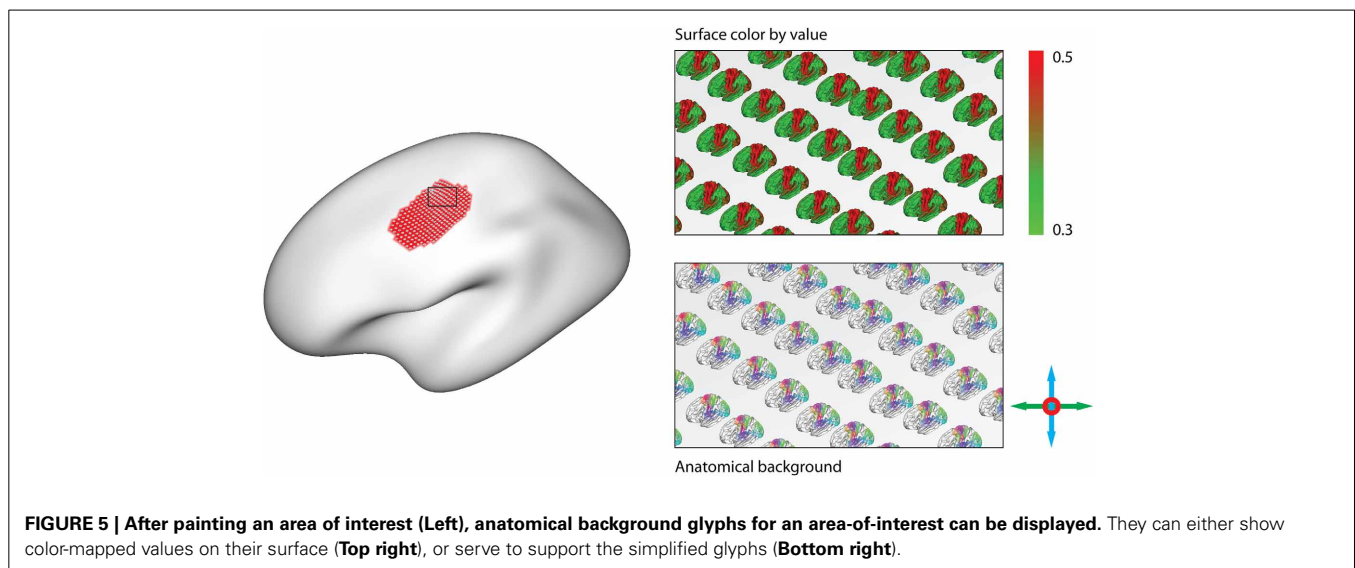 Surface color by value
0.5
0.3
Anatomical background
FIGURE 5 | After painting an area of interest (Left), anatomical background glyphs for an area-of-interest can be displayed. They can either show
color-mapped values on their surface (Top right), or serve to support the simplified glyphs (Bottom right).